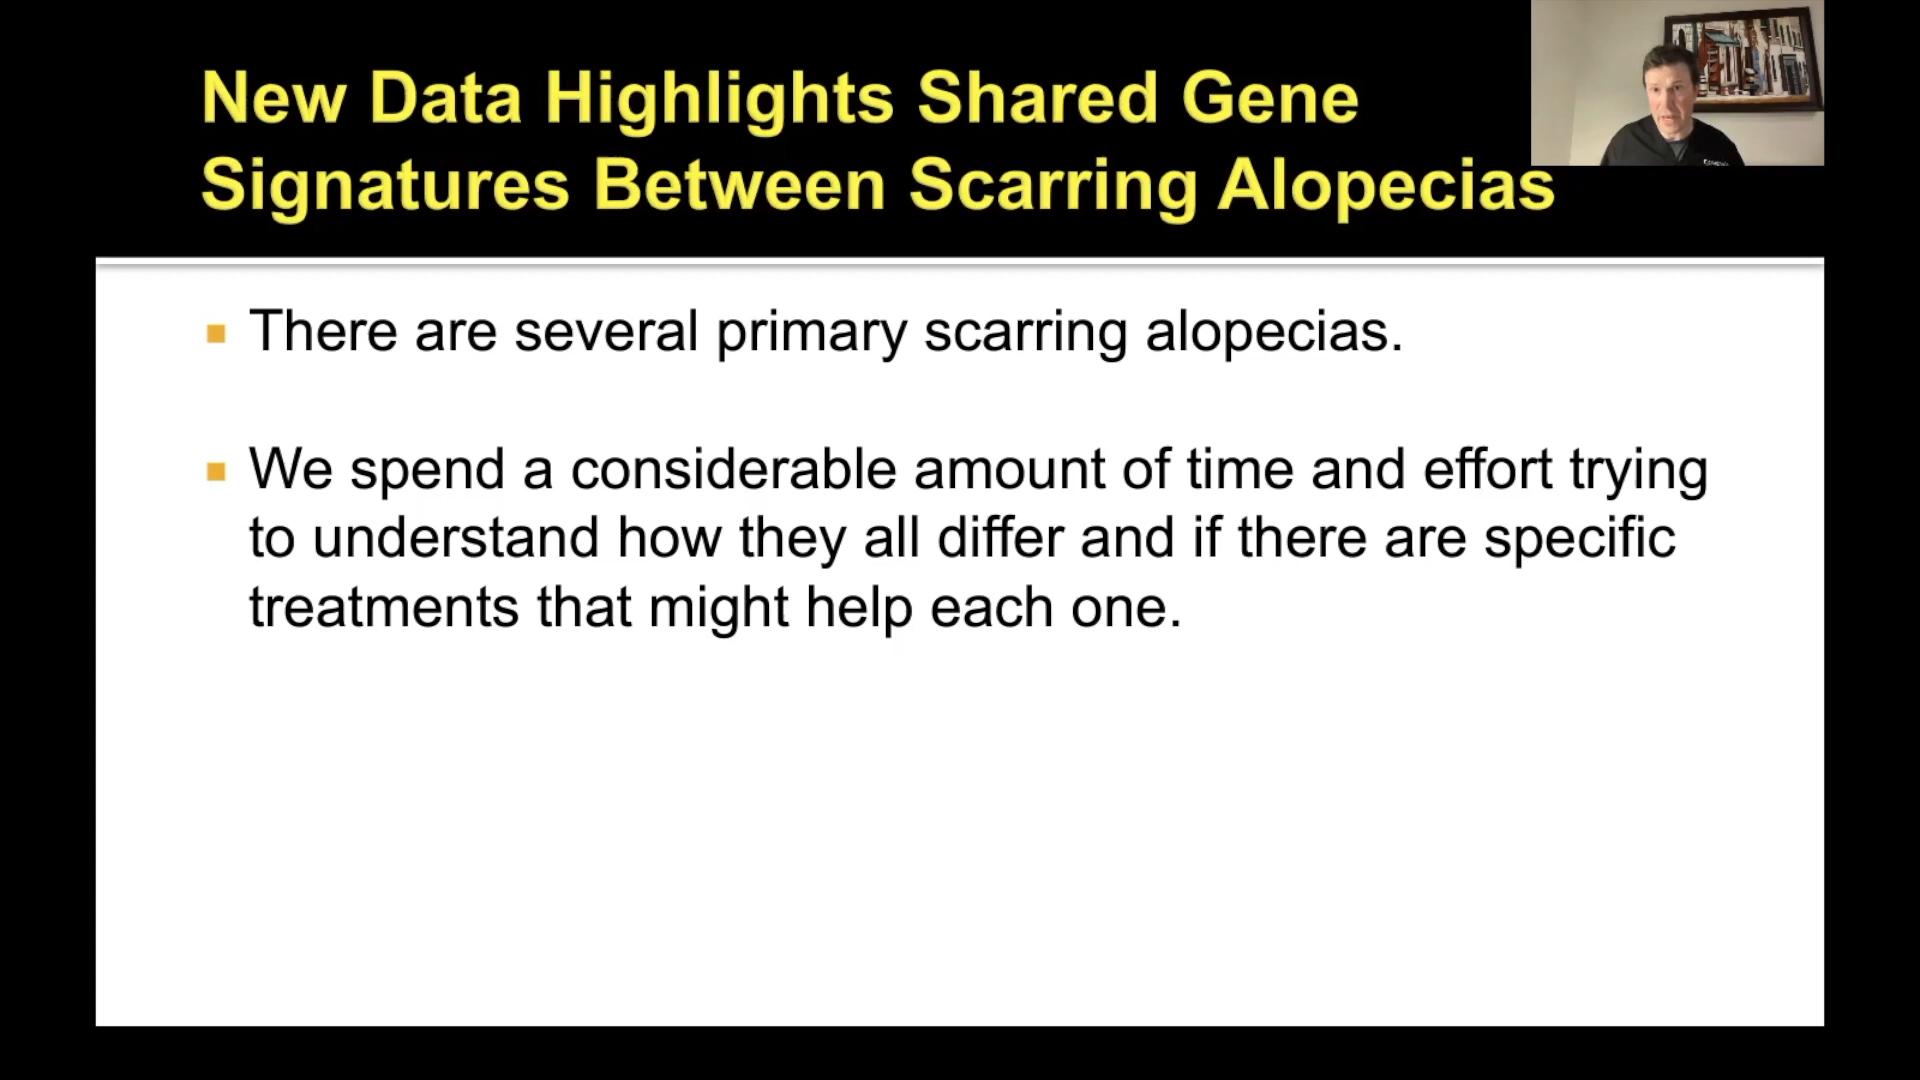 New Data Highlights Shared Gene
Signatures Between Scarring Alopecias
There are several primary scarring alopecias.
We spend a considerable amount of time and effort trying
to understand how they all differ and if there are specific
treatments that might help each one.